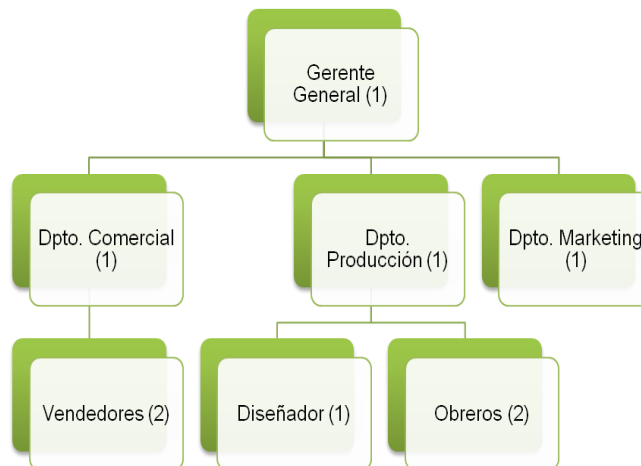 Gerente
General (1)
Dpto. Comercial
(1)
Dpto.
Producción (1)
Dpto. Marketing
(1)
Vendedores (2)
Diseñador (1)
Obreros (2)